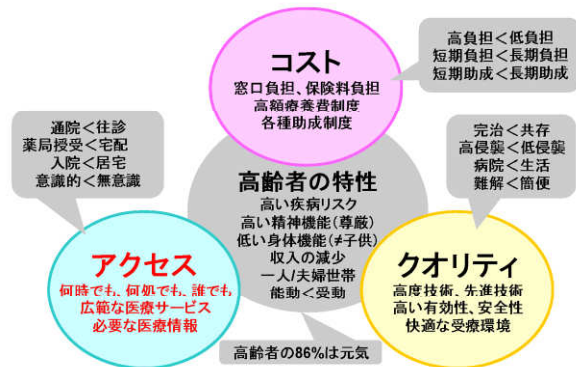 コスト
窓口負担、保険料負担
高額療養費制度
各種助成制度
高負担<低負担
短期負担<長期負担
短期助成<長期助成
通院<往診
薬局授受<宅配
入院<居宅
意識的<無意識
完治<共存
高侵襲<低侵襲
病院<生活
難解<簡便
高齢者の特性
高い疾病リスク
高い精神機能(尊厳)
低い身体機能(≠子供)
収入の減少
一人/夫婦世帯
能動<受動
アクセス
何時でも、何処でも、誰でも
広範な医療サービス
必要な医療情報
クオリティ
高度技術、先進技術
高い有効性、安全性
快適な受療環境
高齢者の86%は元気